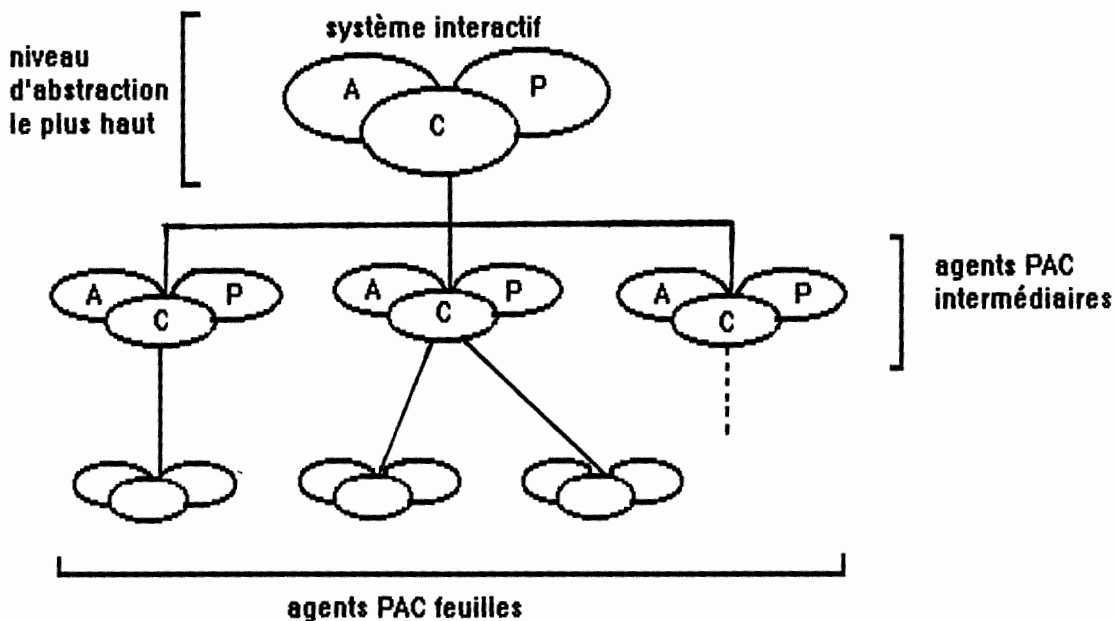 système interactif
niveau
d'abstraction
le plus haut
A
P
C
A
P
C
A
P
C
A
P
C
agents PAC
intermédiaires
agents PAC feuilles